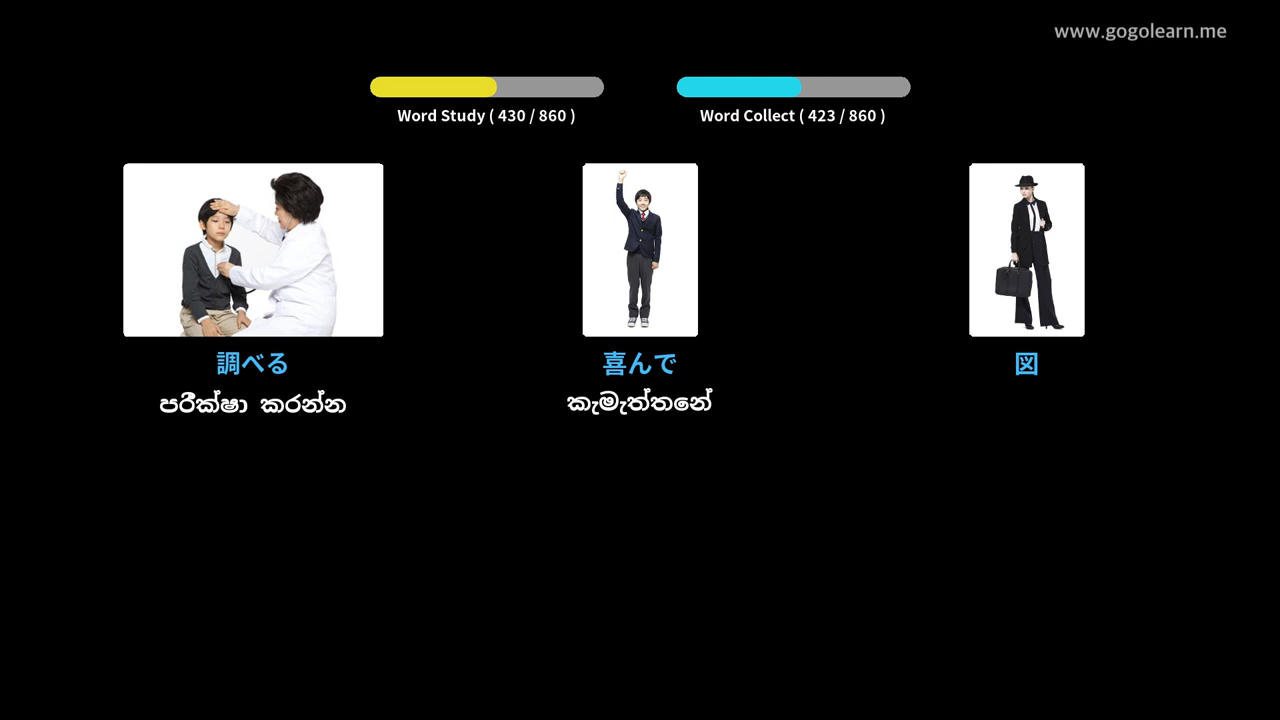 www.gogolearn.me
Word Study ( 430 / 860 )
Word Collect ( 423 / 860 )
調べる
喜んで
図
පරීක්ෂා කරන්න
කැමැත්තනේ